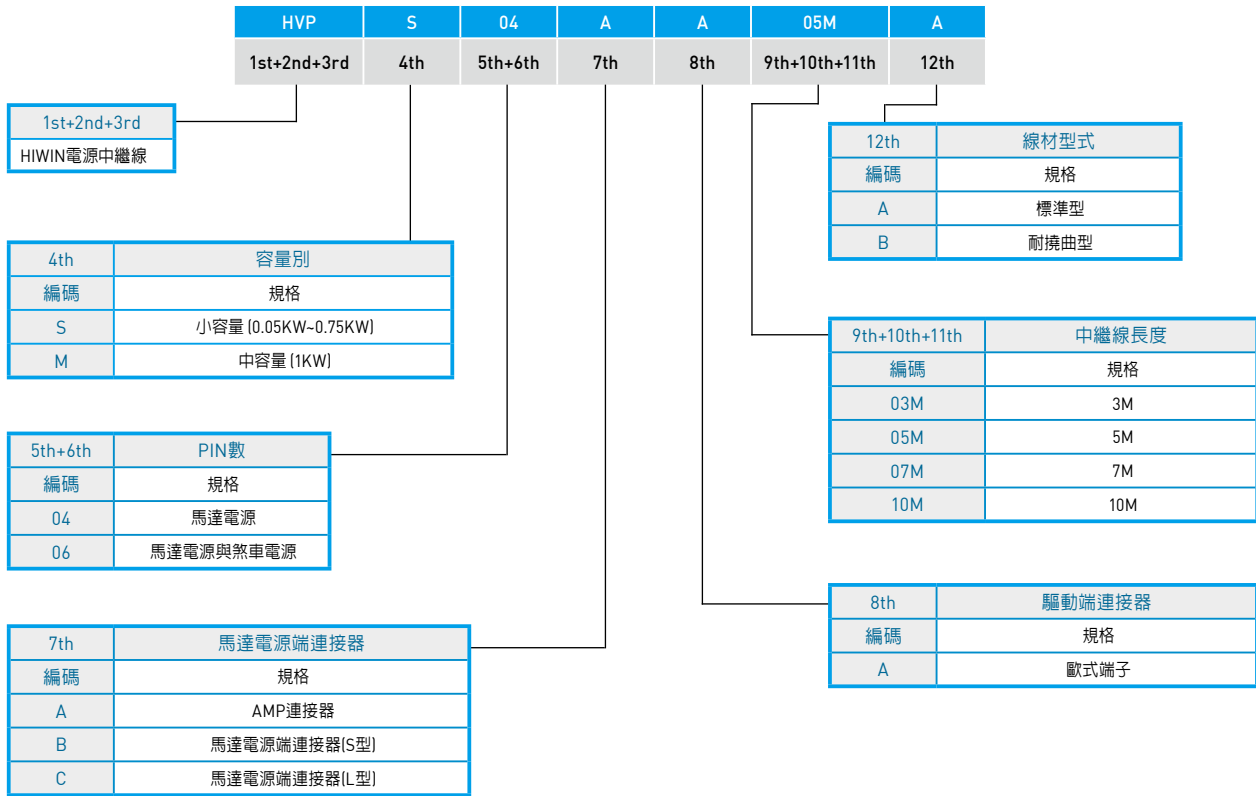 HVP S 04 A A 05M A
1st+2nd+3rd 4th 5th+6th 7th 8th 9th+10th+11th 12th
1st+2nd+3rd
HIWIN電源中繼線
4th 容量別
編碼 規格
S 小容量 (0.05KW~0.75KW)
M 中容量 (1KW)
5th+6th PIN數
編碼 規格
04 馬達電源
06 馬達電源與煞車電源
7th 馬達電源端連接器
編碼 規格
A AMP連接器
B 馬達電源端連接器(S型)
C 馬達電源端連接器(L型)
12th 線材型式
編碼 規格
A 標準型
B 耐撓曲型
9th+10th+11th 中繼線長度
編碼 規格
03M 3M
05M 5M
07M 7M
10M 10M
8th 驅動端連接器
編碼 規格
A 歐式端子